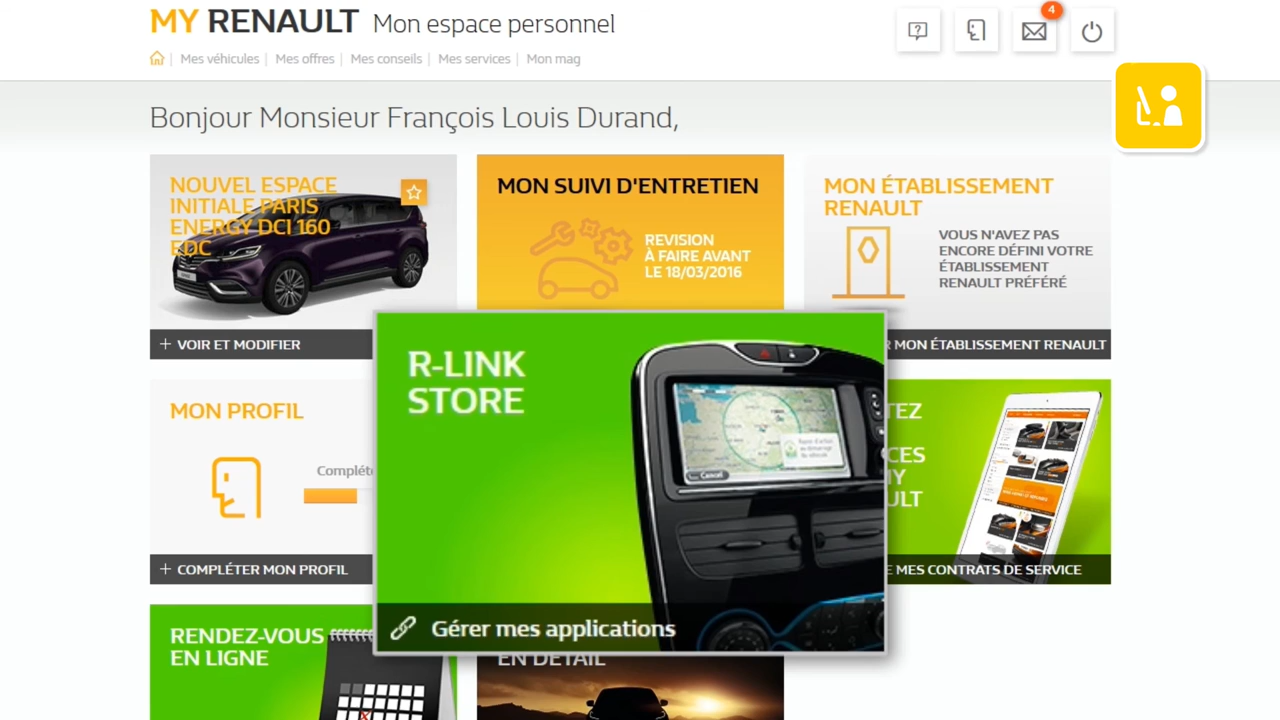 MY RENAULT Mon espace personnel
4
Mes véhicules | Mes offres | Mes conseils | Mes services | Mon mag
Bonjour Monsieur François Louis Durand,
NOUVEL ESPACE
INITIALE PARIS
ENERGY DCI 160
EDC
+ VOIR ET MODIFIER
MON SUIVI D'ENTRETIEN
REVISION
À FAIRE AVANT
LE 18/03/2016
MON ÉTABLISSEMENT
RENAULT
VOUS N'AVEZ PAS
ENCORE DÉFINI VOTRE
ÉTABLISSEMENT
RENAULT PRÉFÉRÉ
MON ÉTABLISSEMENT RENAULT
MON PROFIL
Complét
+ COMPLÉTER MON PROFIL
R-LINK
STORE
Cancel
Gérer mes applications
TEZ
CES
MY
ULT
MES CONTRATS DE SERVICE
RENDEZ-VOUS
EN LIGNE
EN DÉTAIL